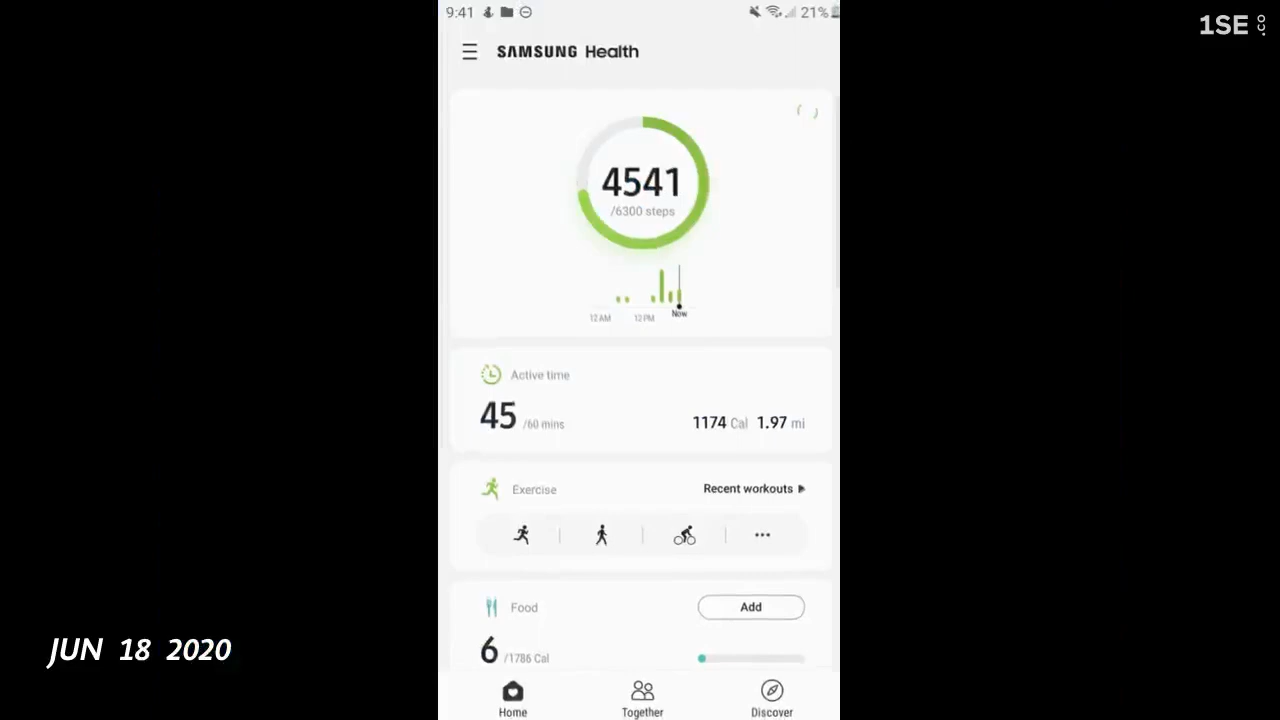 9:41
21%
1SE.co
SAMSUNG Health
4541
/6300 steps
12 AM 12 PM Now
Active time
45 /60 mins 1174 Cal 1.97 mi
Exercise Recent workouts
Food Add
6 /1786 Cal
JUN 18 2020
Home Together Discover